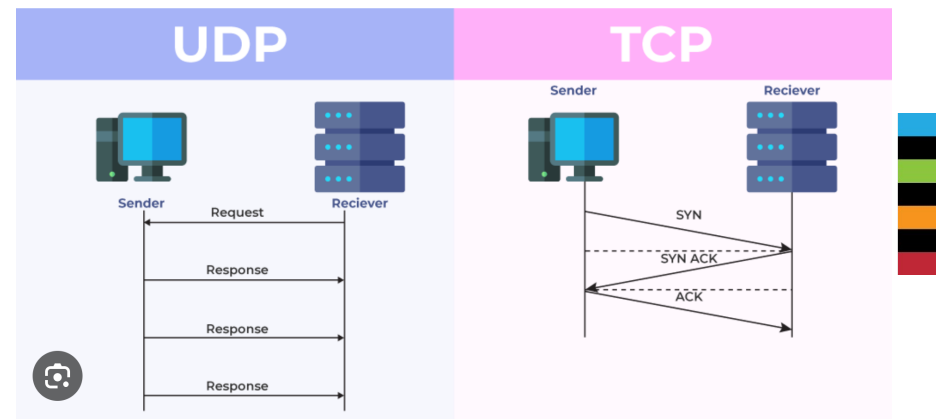 UDP
Sender
Reciever
Request
Response
Response
Response
TCP
Sender
Reciever
SYN
SYN ACK
ACK